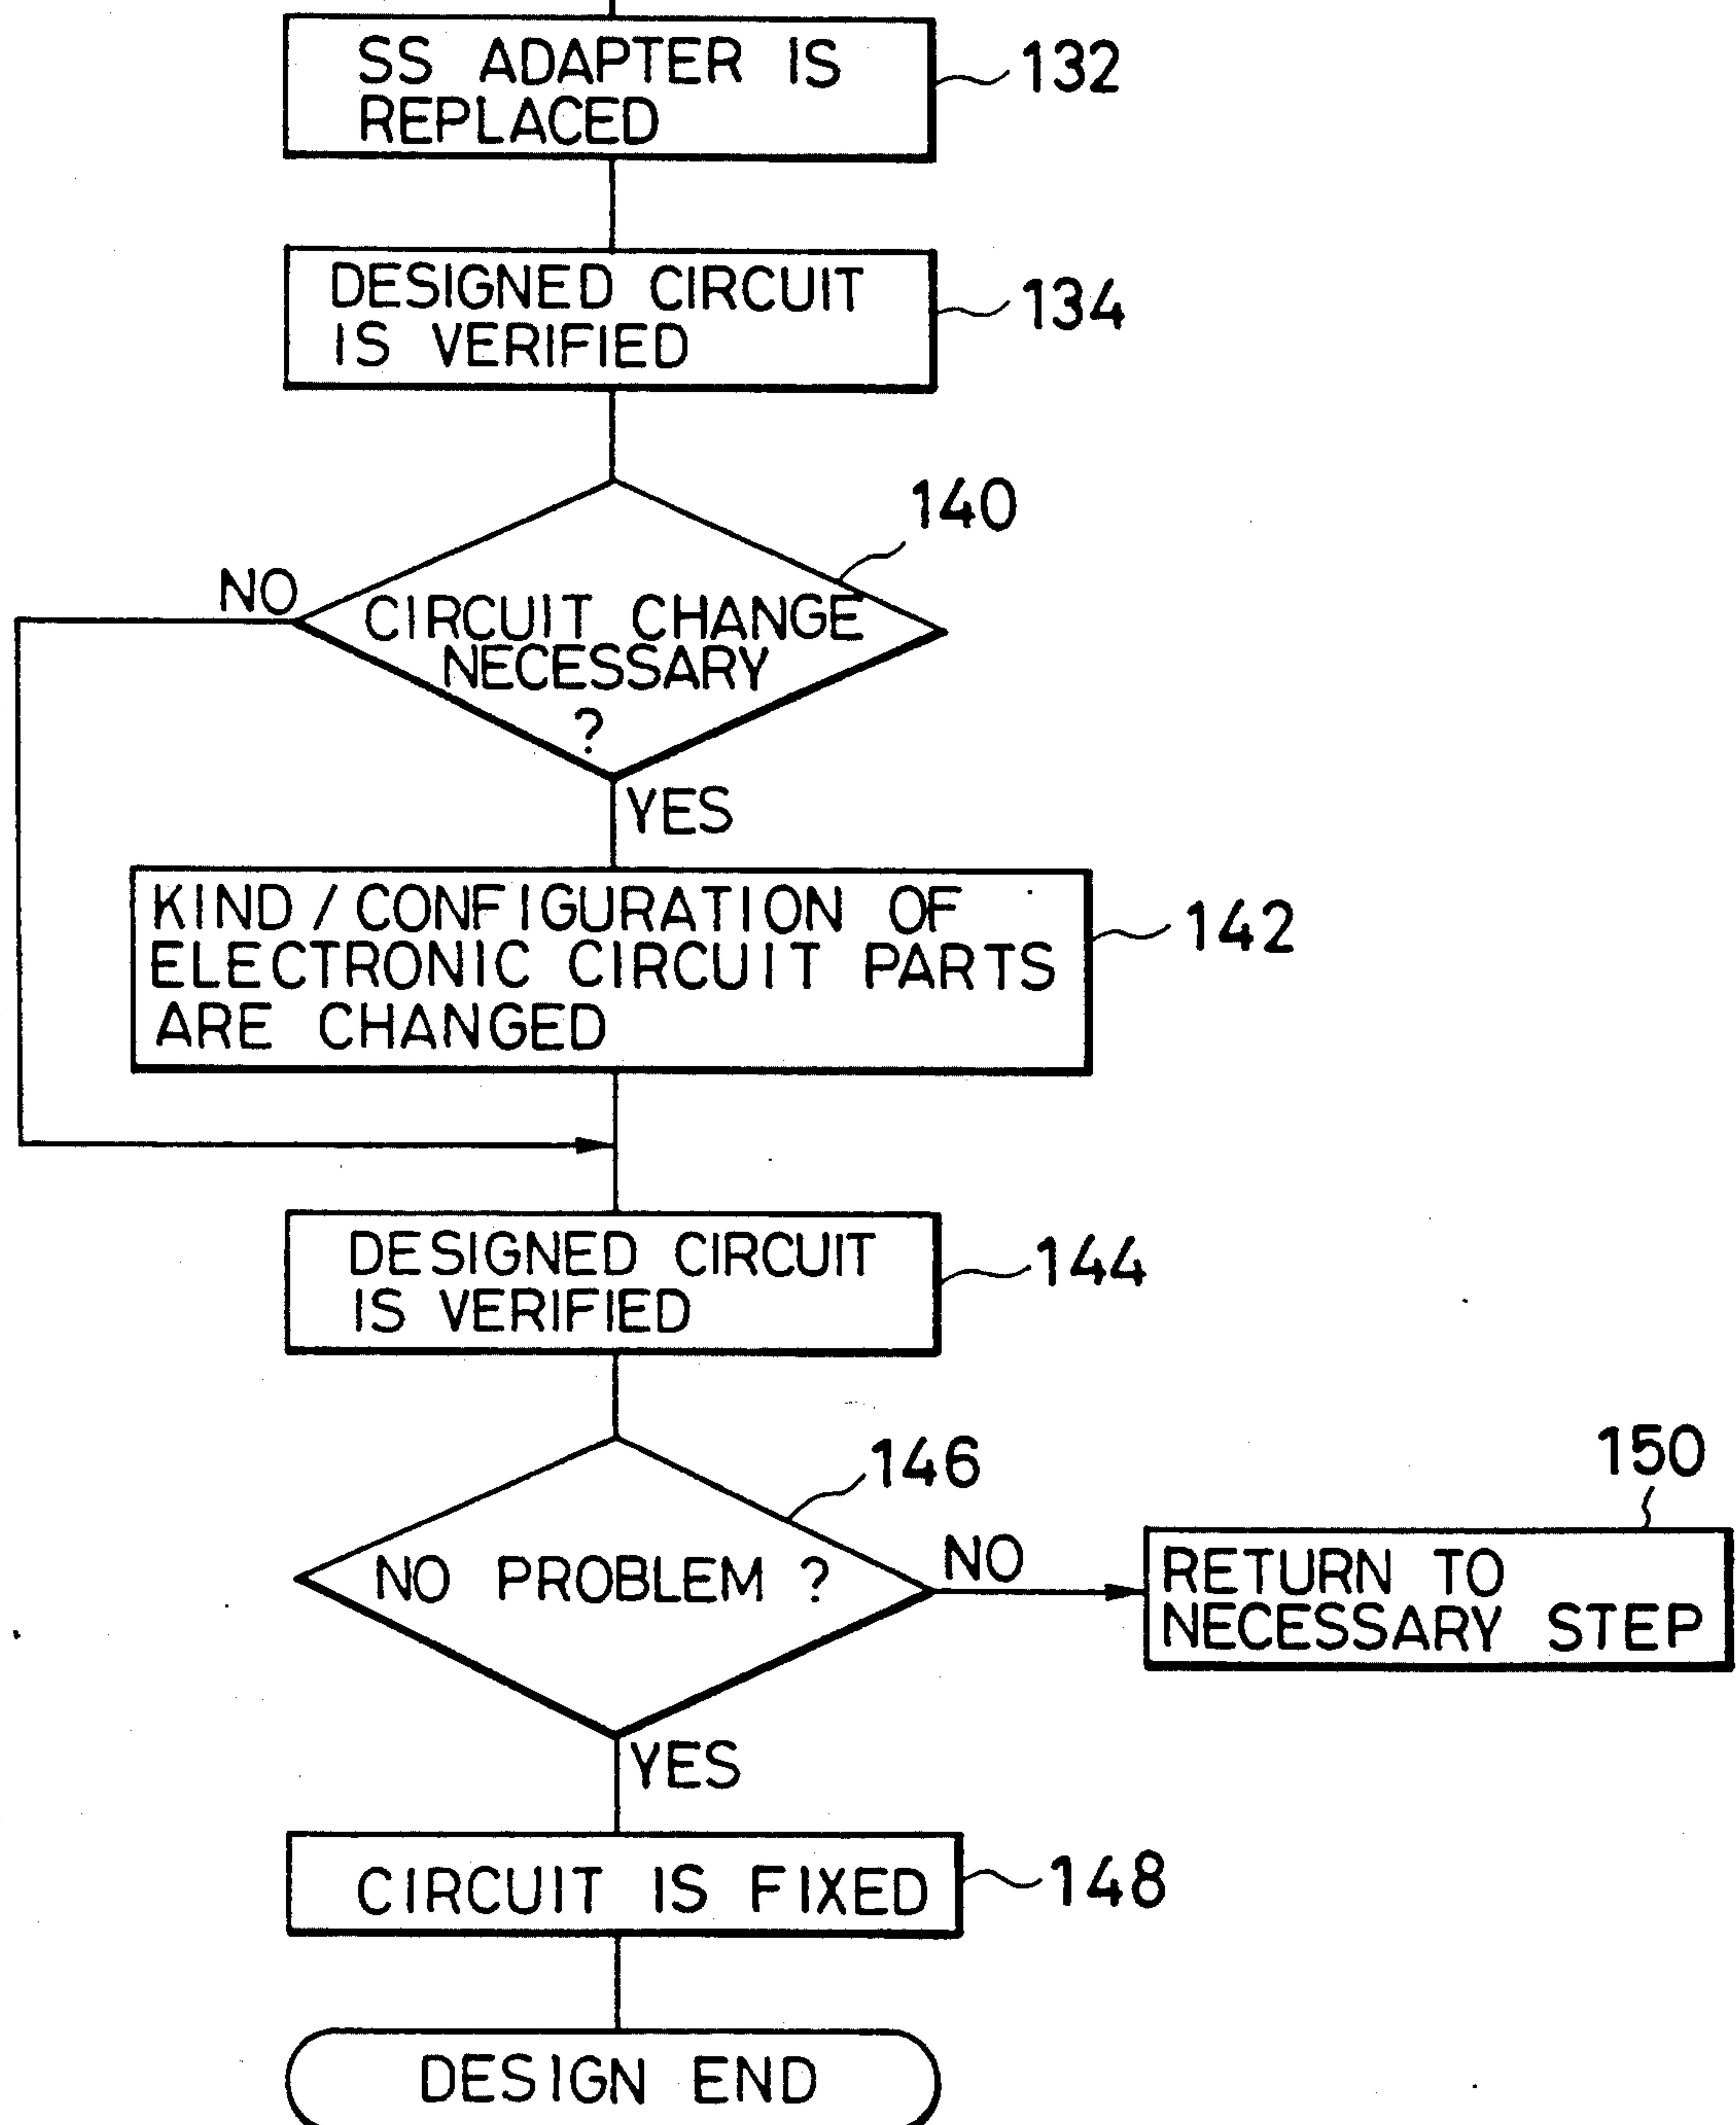 SS ADAPTER IS
REPLACED
132
DESIGNED CIRCUIT
IS VERIFIED
134
140
NO
CIRCUIT CHANGE
NECESSARY
?
YES
KIND / CONFIGURATION OF
ELECTRONIC CIRCUIT PARTS
ARE CHANGED
142
DESIGNED CIRCUIT
IS VERIFIED
144
146
150
NO PROBLEM ?
NO
RETURN TO
NECESSARY STEP
YES
CIRCUIT IS FIXED
148
DESIGN END